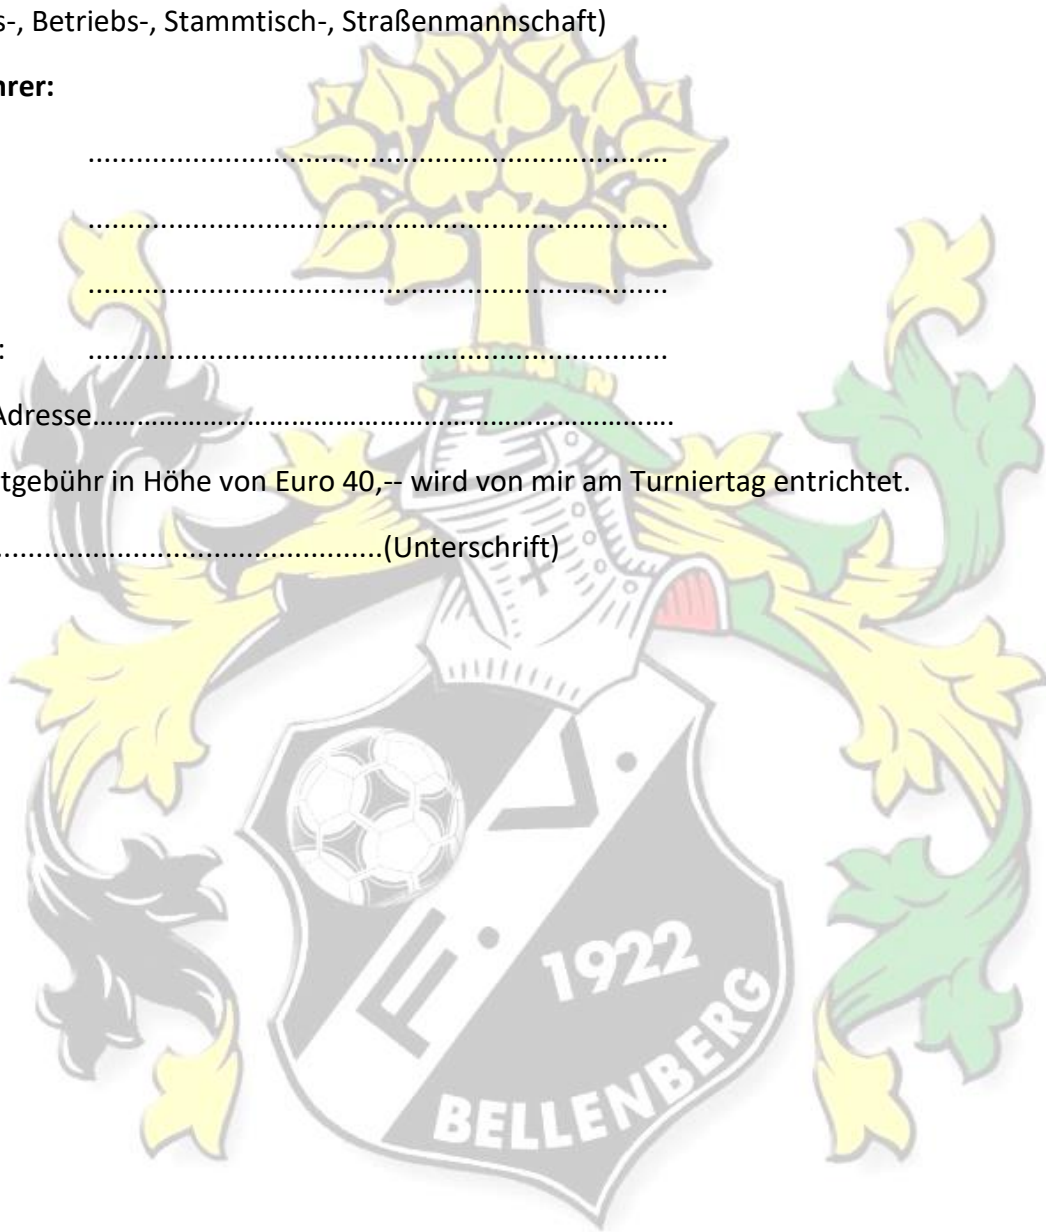 s-, Betriebs-, Stammtisch-, Straßenmannschaft)
hrer:
........................................................................
........................................................................
........................................................................
: ........................................................................
Adresse........................................................................
tgebühr in Höhe von Euro 40,-- wird von mir am Turniertag entrichtet.
................................................(Unterschrift)
F.V.
1922
BELLENBERG